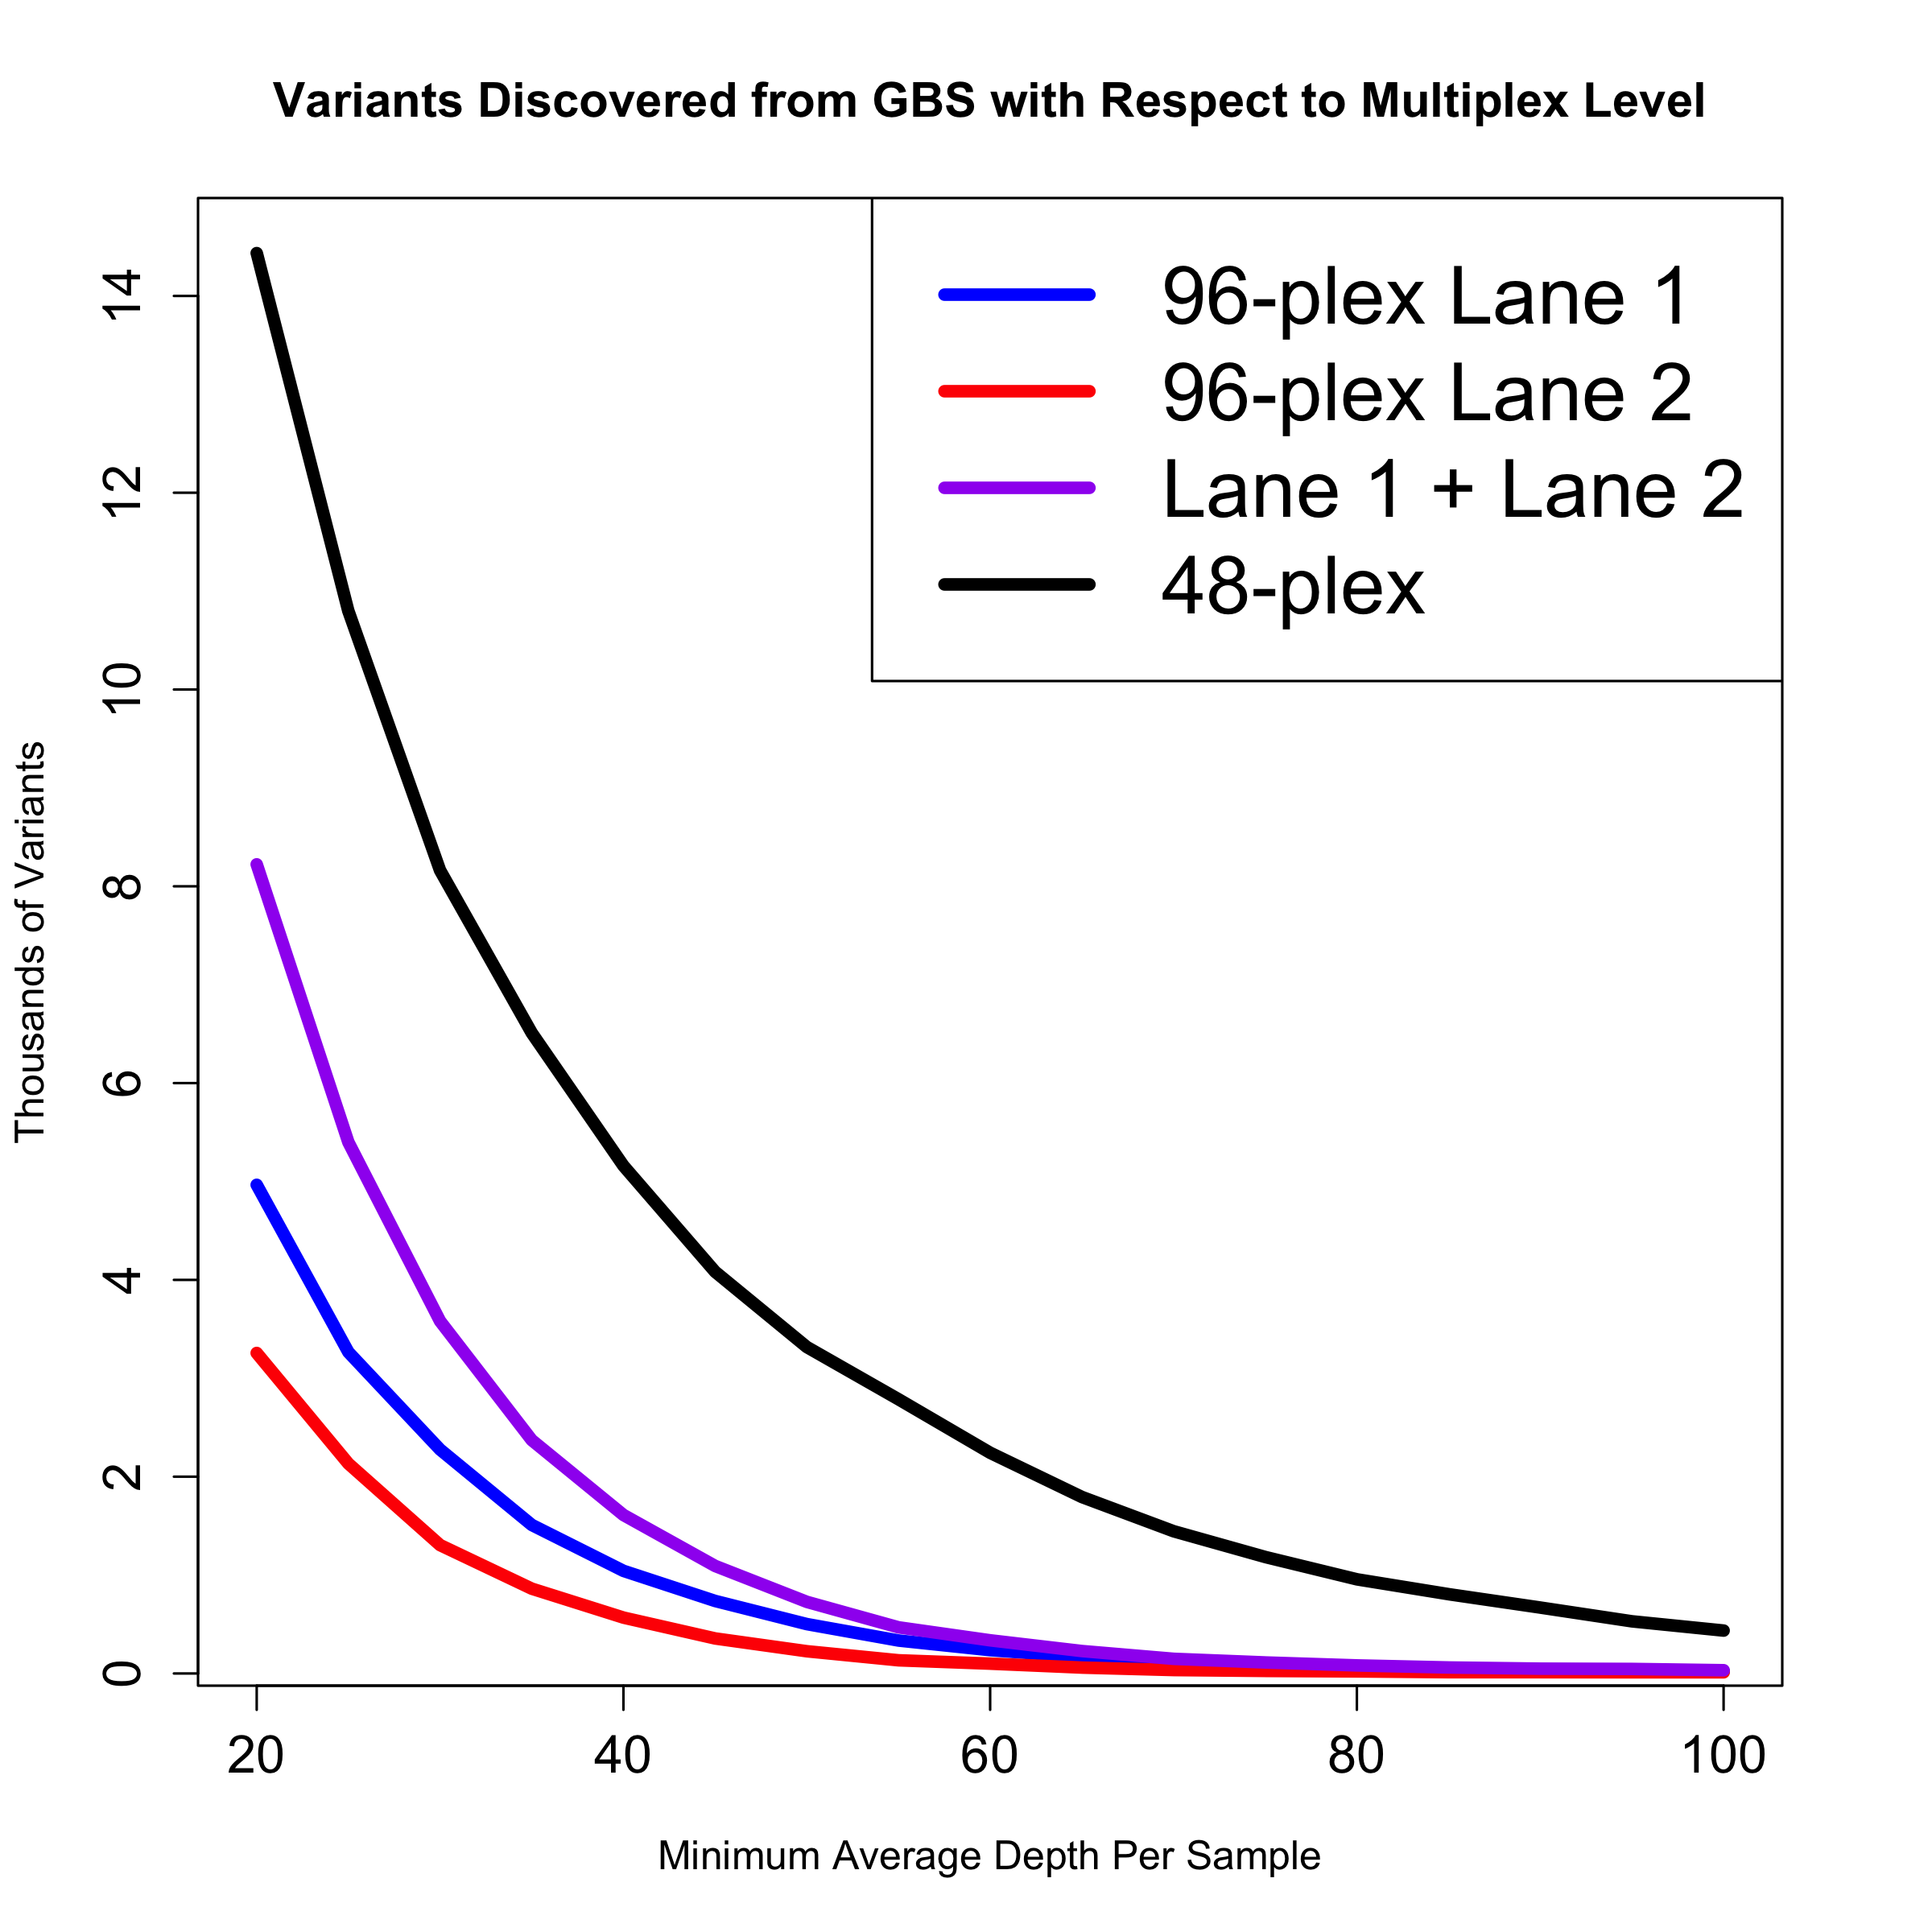 Variants Discovered from GBS with Respect to Multiplex Level
96-plex Lane 1
96-plex Lane 2
Lane 1 + Lane 2
48-plex
Thousands of Variants
14
12
10
8
6
4
2
0
20 40 60 80 100
Minimum Average Depth Per Sample